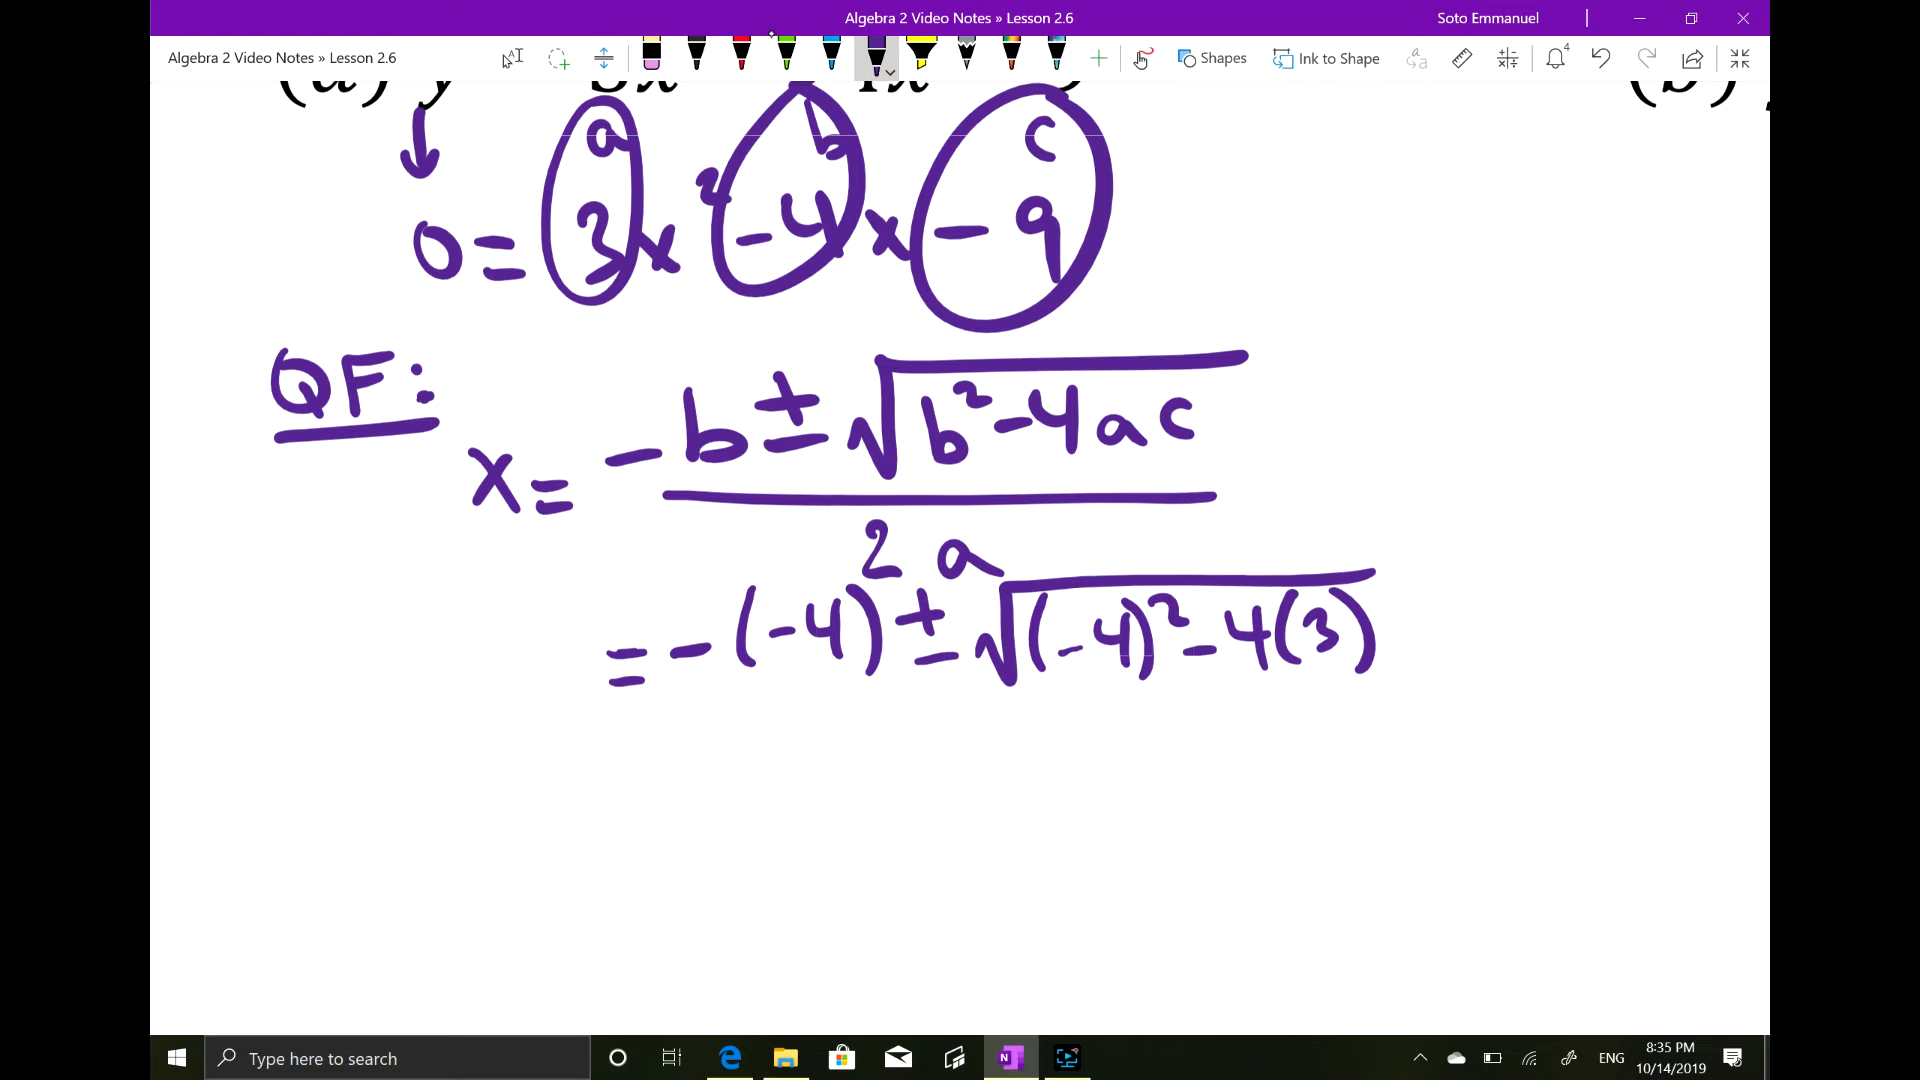 Algebra 2 Video Notes » Lesson 2.6
Soto Emmanuel
Algebra 2 Video Notes » Lesson 2.6
Shapes
Ink to Shape
a b c
0 = 3x² - 4x - 9
QF:
x = -b ± √(b² - 4ac)
2a
= -(-4) ± √(-4)² - 4(3)
Type here to search
ENG
8:35 PM
10/14/2019